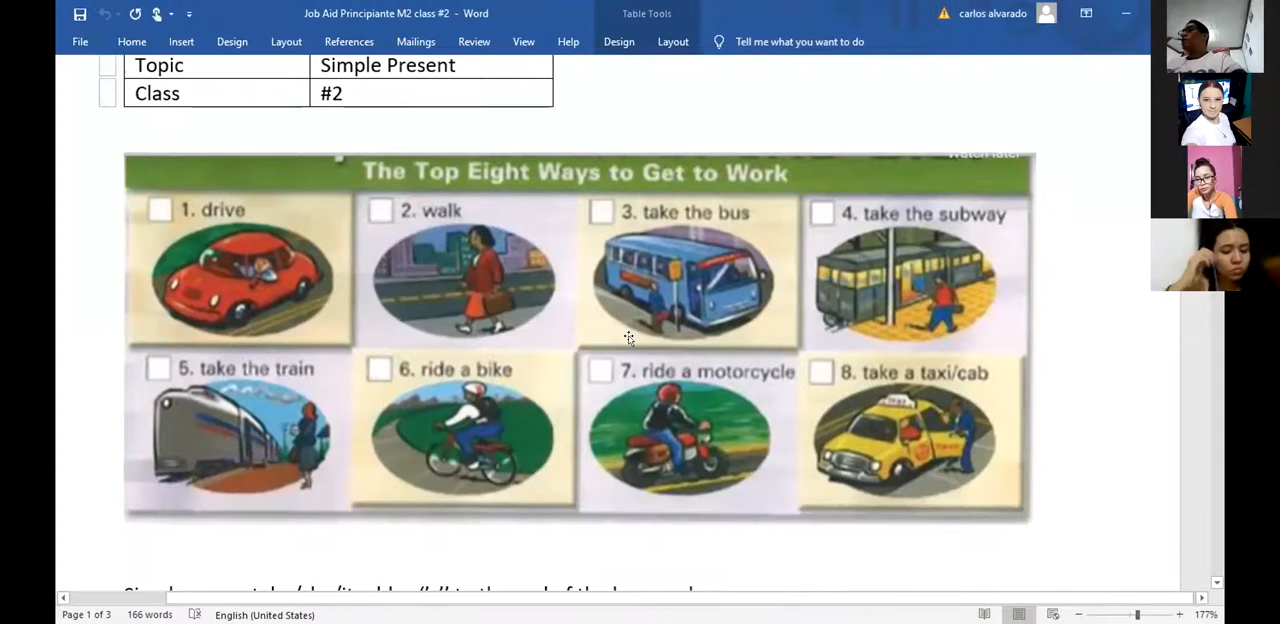 Job Aid Principiante M2 class #2 - Word
Table Tools
carlos alvarado
File Home Insert Design Layout References Mailings Review View Help Design Layout Tell me what you want to do
Topic Simple Present
Class #2
Watch later
The Top Eight Ways to Get to Work
1. drive 2. walk 3. take the bus 4. take the subway
5. take the train 6. ride a bike 7. ride a motorcycle 8. take a taxi/cab
Page 1 of 3 166 words English (United States) 177%